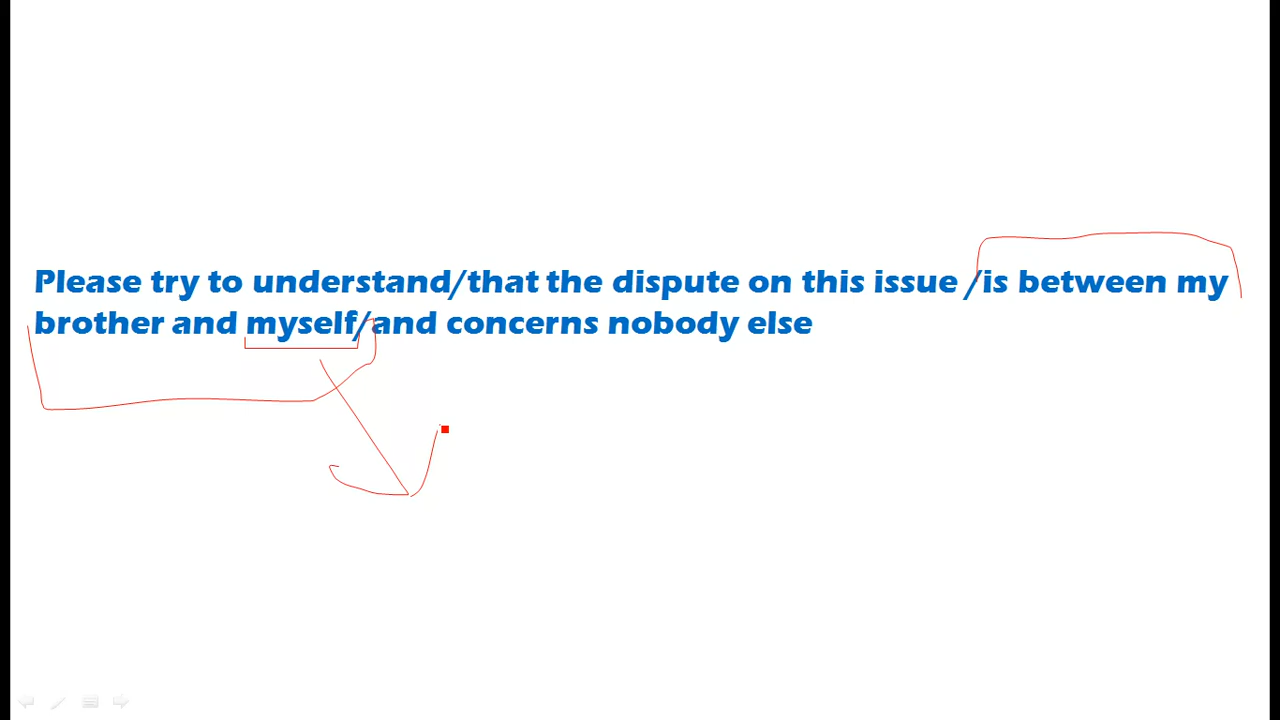 Please try to understand/that the dispute on this issue /is between my
brother and myself/and concerns nobody else